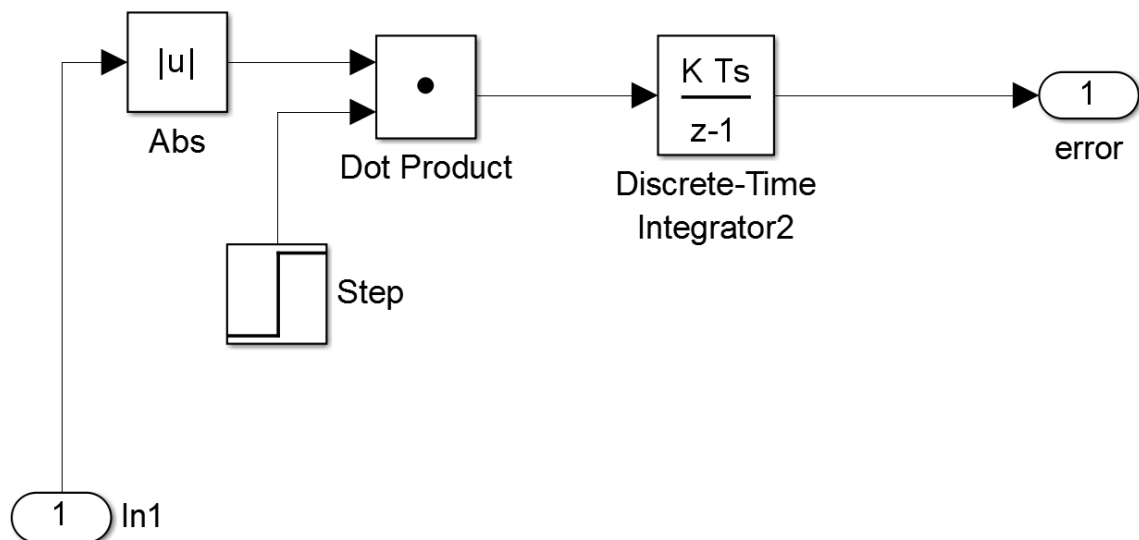 |u|
Abs
Dot Product
K Ts
z-1
Discrete-Time
Integrator2
1
error
Step
1
In1